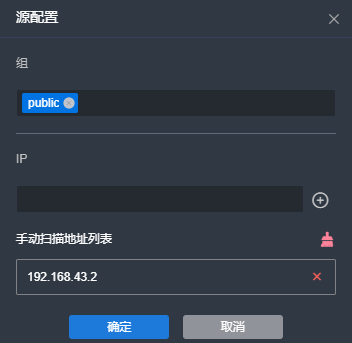 源配置
组
public
IP
手动扫描地址列表
192.168.43.2
确定
取消